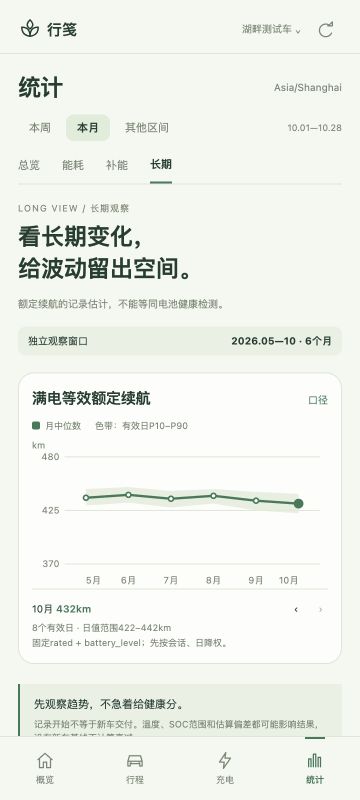 行笺
湖畔测试车
统计
Asia/Shanghai
本周 本月 其他区间 10.01—10.28
总览 能耗 补能 长期
LONG VIEW / 长期观察
看长期变化，
给波动留出空间。
额定续航的记录估计，不能等同电池健康检测。
独立观察窗口 2026.05—10 · 6个月
满电等效额定续航 口径
月中位数 色带：有效日P10–P90
km
480
425
370
5月 6月 7月 8月 9月 10月
10月 432km ‹ ›
8个有效日 · 日值范围422–442km
固定rated + battery_level；先按会话、日降权。
先观察趋势，不急着给健康分。
记录开始不等于新车交付。温度、SOC范围和估算偏差都可能影响结果，
概览 行程 充电 统计